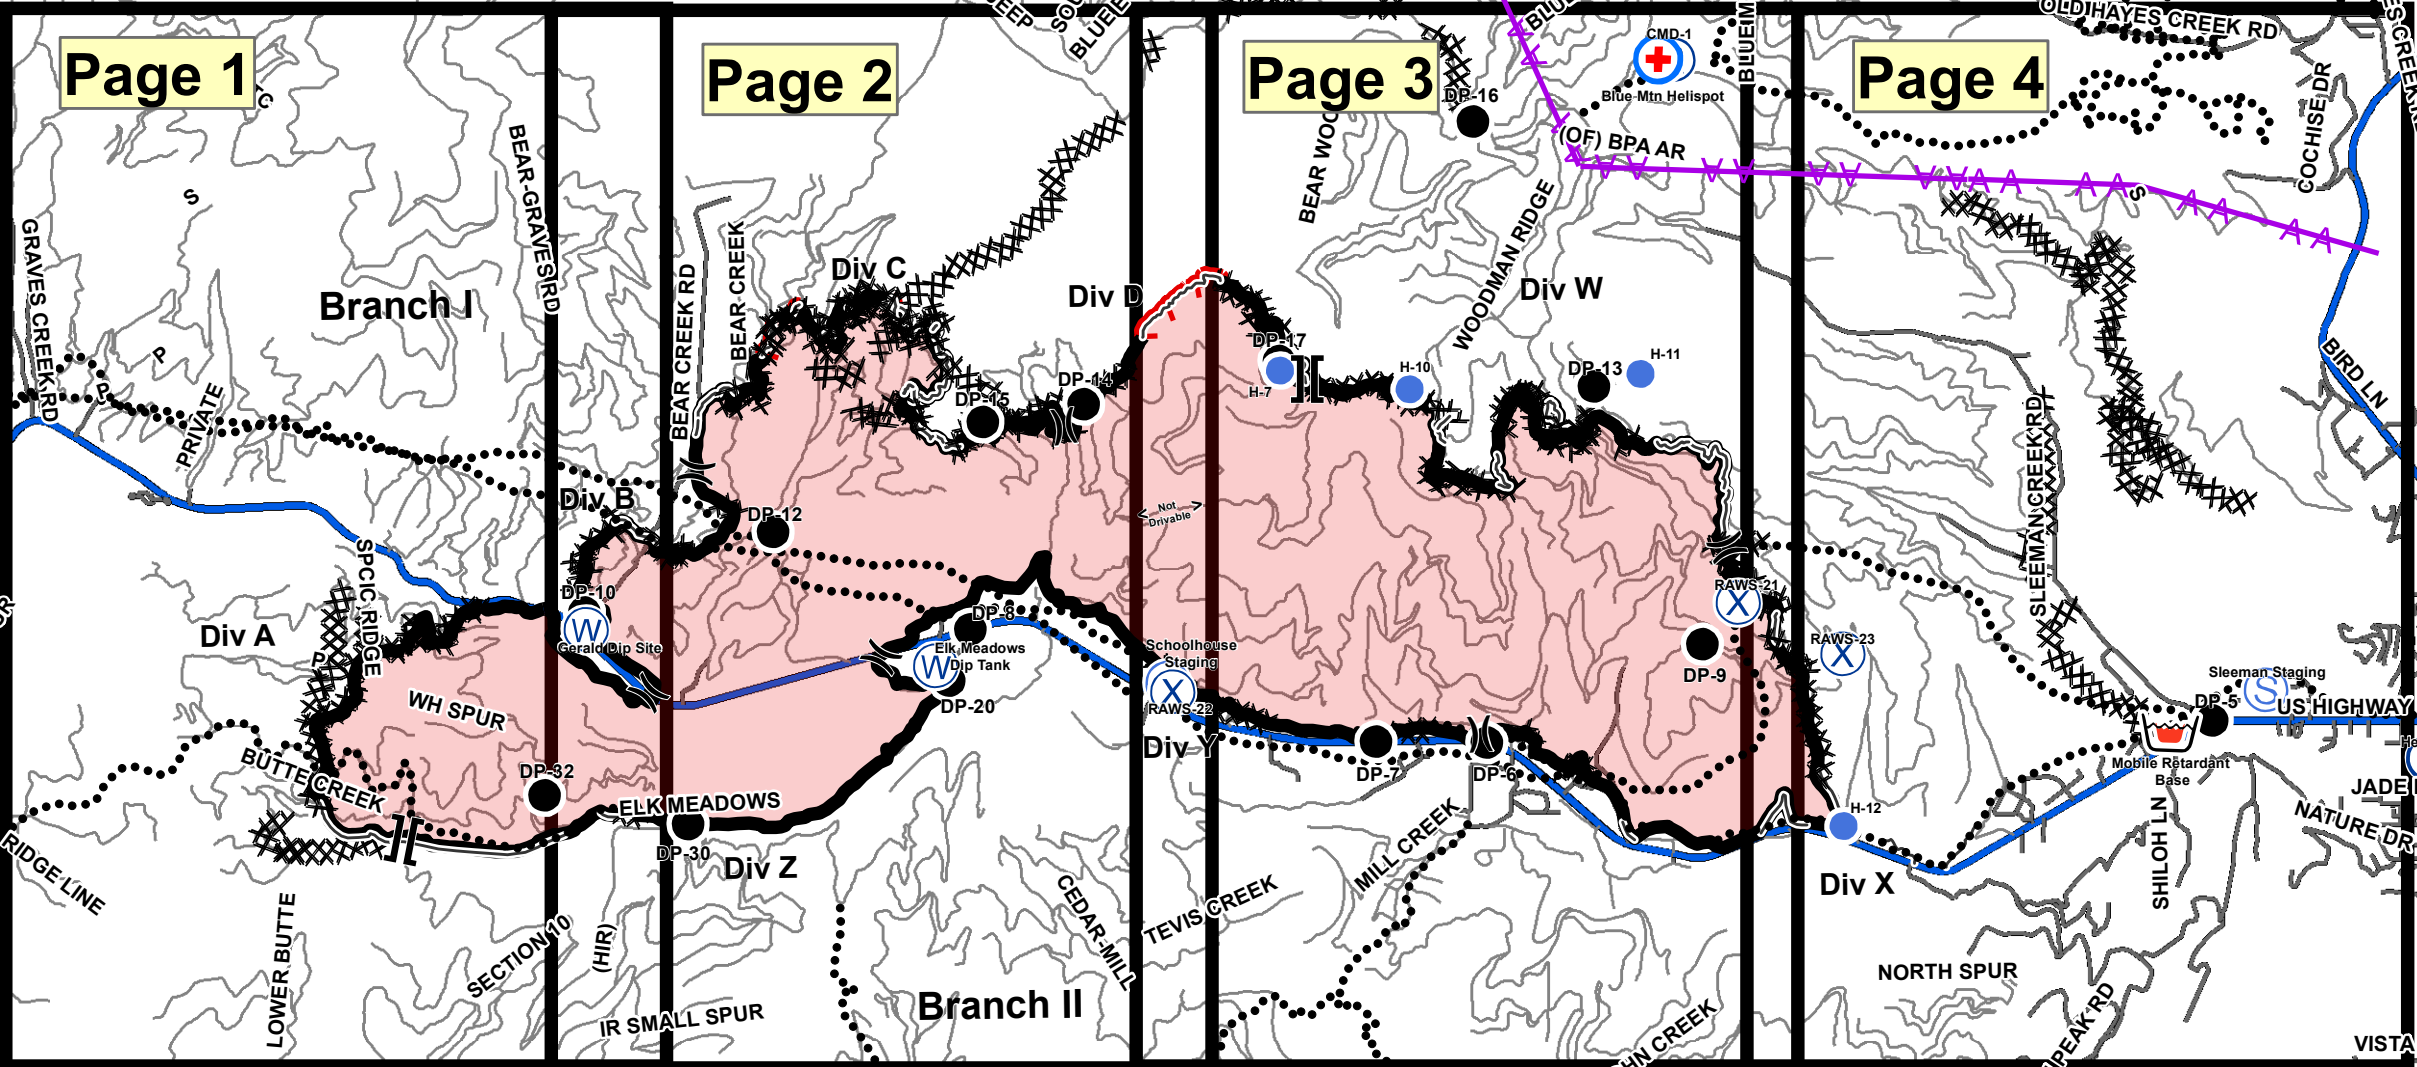 Page 1
Page 2
Page 3
Page 4
OLD HAYES CREEK RD
CMD-1
Blue Mtn Helispot
DP-16
(OF) BPA AR
COCHISE DR
BEAR-GRAVESRD
GRAVES CREEK RD
S
S
P
P
P
PRIVATE
Branch I
BEAR CREEK RD
BEAR CREEK
Div C
Div D
BEAR WOO
WOODMAN RIDGE
Div W
DP-17
H-7
H-10
DP-13
H-11
BIRD LN
SLEEMAN CREEK RD
DP-14
DP-15
Div B
DP-12
< Not >
Drivable
SPCIC RIDGE
Div A
DP-10
W
Gerald Dip Site
DP-8
W
Elk Meadows
Dip Tank
DP-20
Schoolhouse
Staging
X
RAWS-22
Div Y
RAWS-21
X
DP-9
RAWS-23
X
Sleeman Staging
S
DP-5
US HIGHWAY
Mobile Retardant
Base
WH SPUR
BUTTE CREEK
DP-32
ELK MEADOWS
DP-30
Div Z
DP-7
DP-6
H-12
Div X
MILL CREEK
TEVIS CREEK
CEDAR-MILL
RIDGE LINE
LOWER BUTTE
SECTION 10
(HIR)
IR SMALL SPUR
Branch II
HN CREEK
NORTH SPUR
PEAK RD
SHILOH LN
JADE
NATURE DR
VISTA